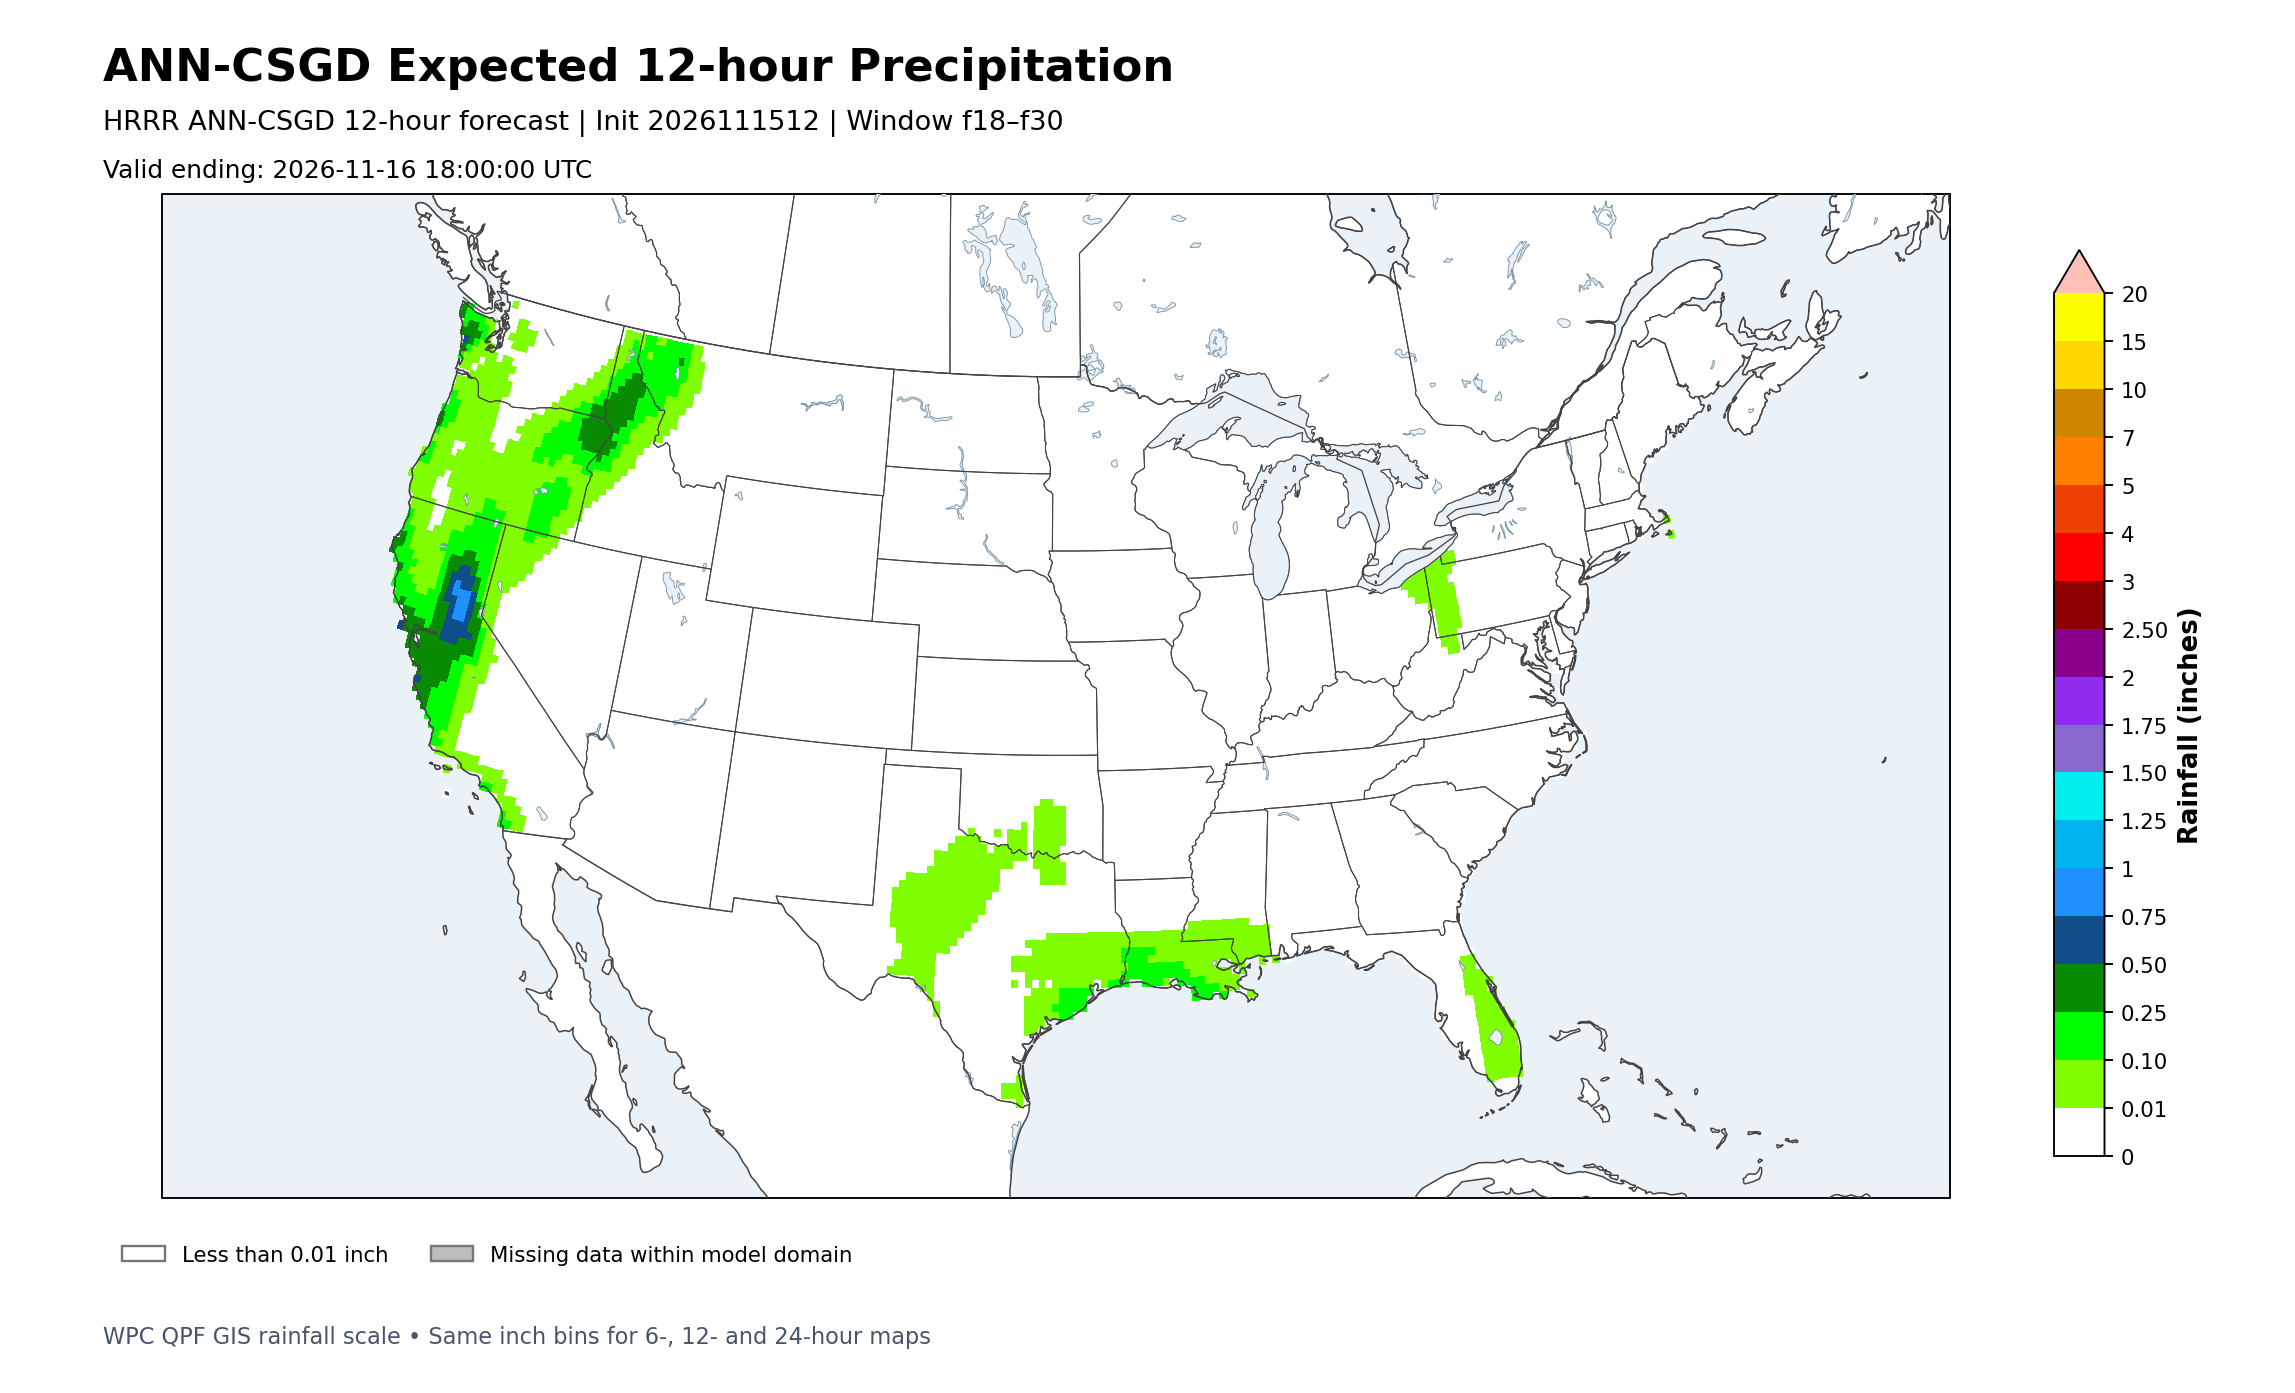 ANN-CSGD Expected 12-hour Precipitation
HRRR ANN-CSGD 12-hour forecast | Init 2026111512 | Window f18–f30
Valid ending: 2026-11-16 18:00:00 UTC
20
15
10
7
5
4
3
2.50
2
1.75
1.50
1.25
1
0.75
0.50
0.25
0.10
0.01
0
Rainfall (inches)
Less than 0.01 inch
Missing data within model domain
WPC QPF GIS rainfall scale • Same inch bins for 6-, 12- and 24-hour maps